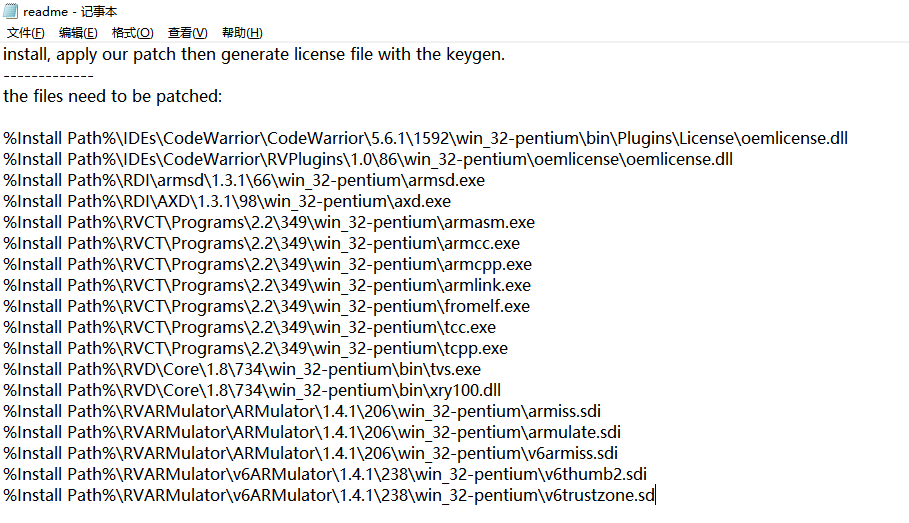 readme - 记事本
文件(F) 编辑(E) 格式(O) 查看(V) 帮助(H)
install, apply our patch then generate license file with the keygen.
-------------
the files need to be patched:
%Install Path%\IDEs\CodeWarrior\CodeWarrior\5.6.1\1592\win_32-pentium\bin\Plugins\License\oemlicense.dll
%Install Path%\IDEs\CodeWarrior\RVPlugins\1.0\86\win_32-pentium\oemlicense\oemlicense.dll
%Install Path%\RDI\armsd\1.3.1\66\win_32-pentium\armsd.exe
%Install Path%\RDI\AXD\1.3.1\98\win_32-pentium\axd.exe
%Install Path%\RVCT\Programs\2.2\349\win_32-pentium\armasm.exe
%Install Path%\RVCT\Programs\2.2\349\win_32-pentium\armcc.exe
%Install Path%\RVCT\Programs\2.2\349\win_32-pentium\armcpp.exe
%Install Path%\RVCT\Programs\2.2\349\win_32-pentium\armlink.exe
%Install Path%\RVCT\Programs\2.2\349\win_32-pentium\fromelf.exe
%Install Path%\RVCT\Programs\2.2\349\win_32-pentium\tcc.exe
%Install Path%\RVCT\Programs\2.2\349\win_32-pentium\tcpp.exe
%Install Path%\RVD\Core\1.8\734\win_32-pentium\bin\tvs.exe
%Install Path%\RVD\Core\1.8\734\win_32-pentium\bin\xry100.dll
%Install Path%\RVARMulator\ARMulator\1.4.1\206\win_32-pentium\armiss.sdi
%Install Path%\RVARMulator\ARMulator\1.4.1\206\win_32-pentium\armulate.sdi
%Install Path%\RVARMulator\ARMulator\1.4.1\206\win_32-pentium\v6armiss.sdi
%Install Path%\RVARMulator\v6ARMulator\1.4.1\238\win_32-pentium\v6thumb2.sdi
%Install Path%\RVARMulator\v6ARMulator\1.4.1\238\win_32-pentium\v6trustzone.sd